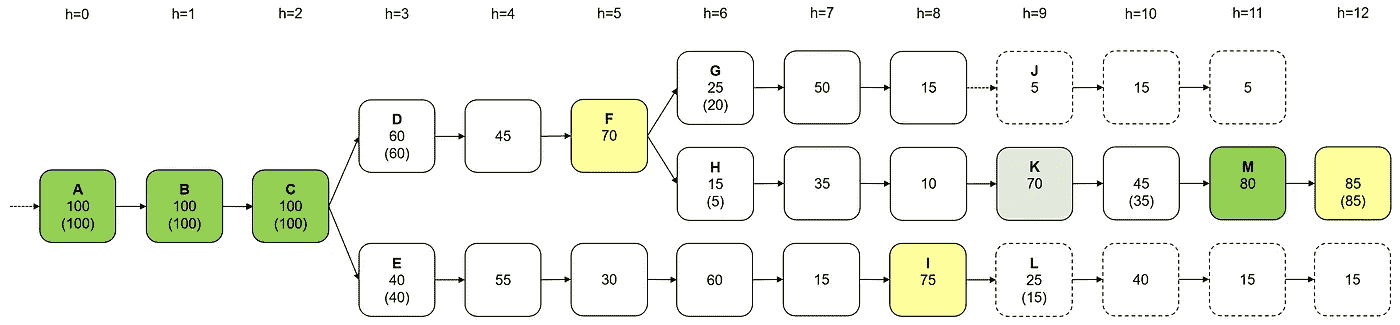 h=0 h=1 h=2 h=3 h=4 h=5 h=6 h=7 h=8 h=9 h=10 h=11 h=12
G
25
(20)
50
15
J
5
15
5
D
60
(60)
45
F
70
H
15
(5)
35
10
K
70
45
(35)
M
80
85
(85)
A
100
(100)
B
100
(100)
C
100
(100)
E
40
(40)
55
30
60
15
I
75
L
25
(15)
40
15
15